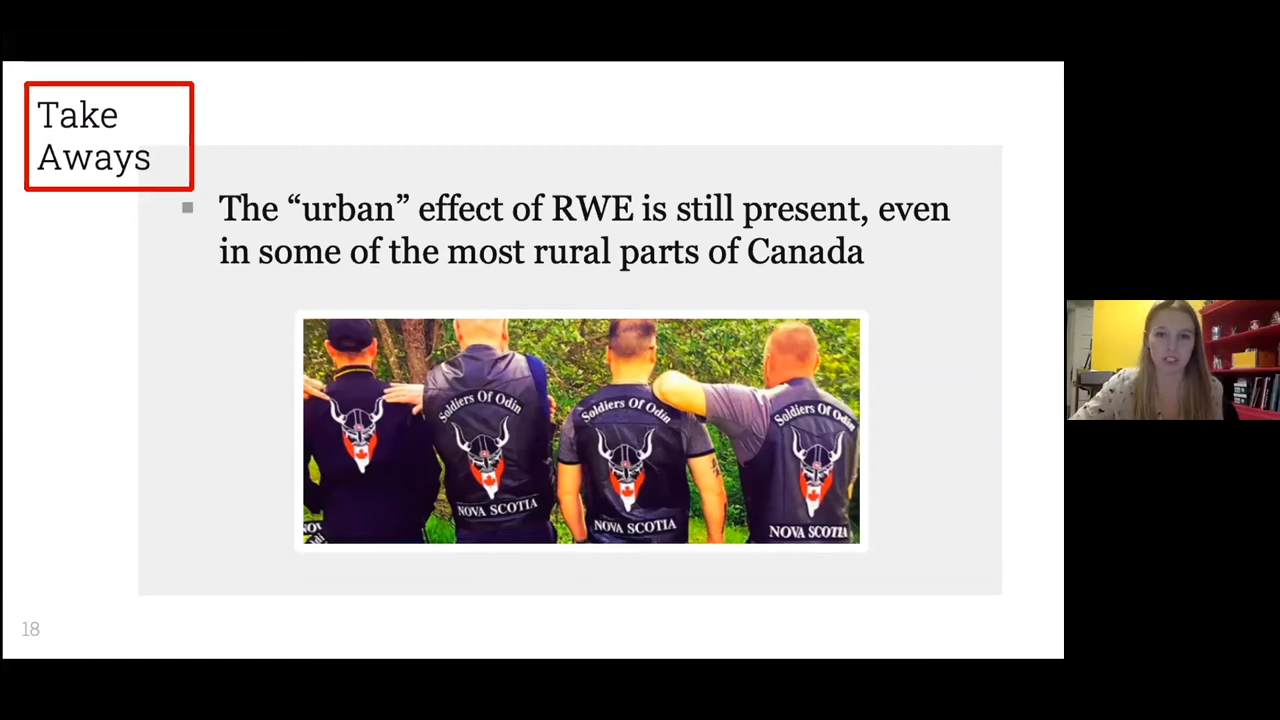 Take
Aways
▪ The “urban” effect of RWE is still present, even
in some of the most rural parts of Canada
Soldiers Of Odin
Soldiers Of Odin
Soldiers Of Odin
NOVA SCOTIA
NOVA SCOTIA
NOVA SCOTIA
18